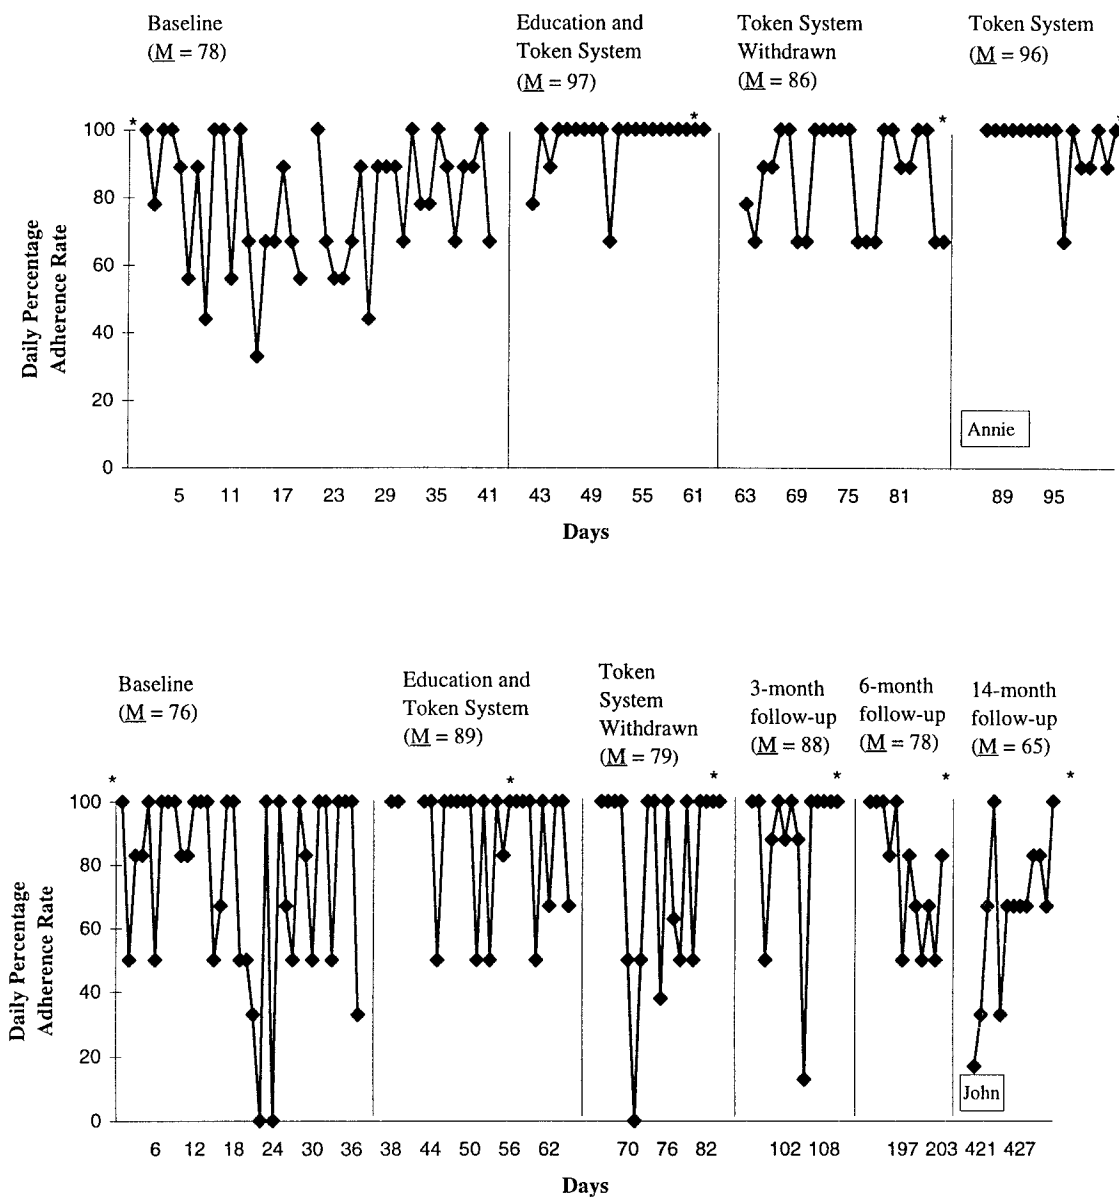 Baseline
(M = 78)
Education and
Token System
(M = 97)
Token System
Withdrawn
(M = 86)
Token System
(M = 96)
* * * *
100
80
60
40
20
0
Daily Percentage
Adherence Rate
Annie
5 11 17 23 29 35 41 43 49 55 61 63 69 75 81 89 95
Days
Baseline
(M = 76)
Education and
Token System
(M = 89)
Token
System
Withdrawn
(M = 79)
3-month
follow-up
(M = 88)
6-month
follow-up
(M = 78)
14-month
follow-up
(M = 65)
* * * * * *
100
80
60
40
20
0
Daily Percentage
Adherence Rate
John
6 12 18 24 30 36 38 44 50 56 62 70 76 82 102 108 197 203 421 427
Days